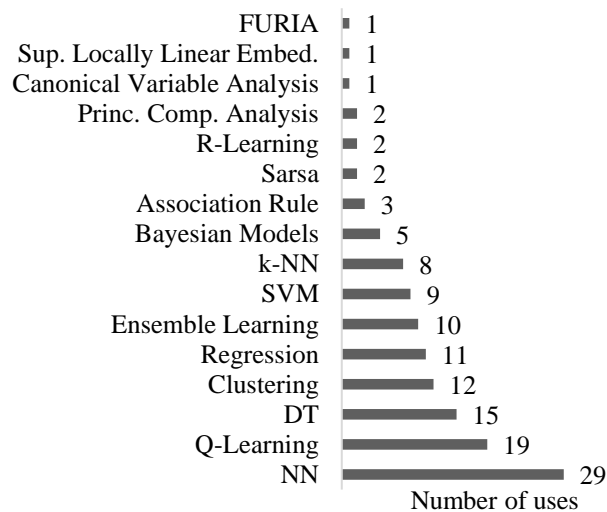 FURIA 1
Sup. Locally Linear Embed. 1
Canonical Variable Analysis 1
Princ. Comp. Analysis 2
R-Learning 2
Sarsa 2
Association Rule 3
Bayesian Models 5
k-NN 8
SVM 9
Ensemble Learning 10
Regression 11
Clustering 12
DT 15
Q-Learning 19
NN 29
Number of uses